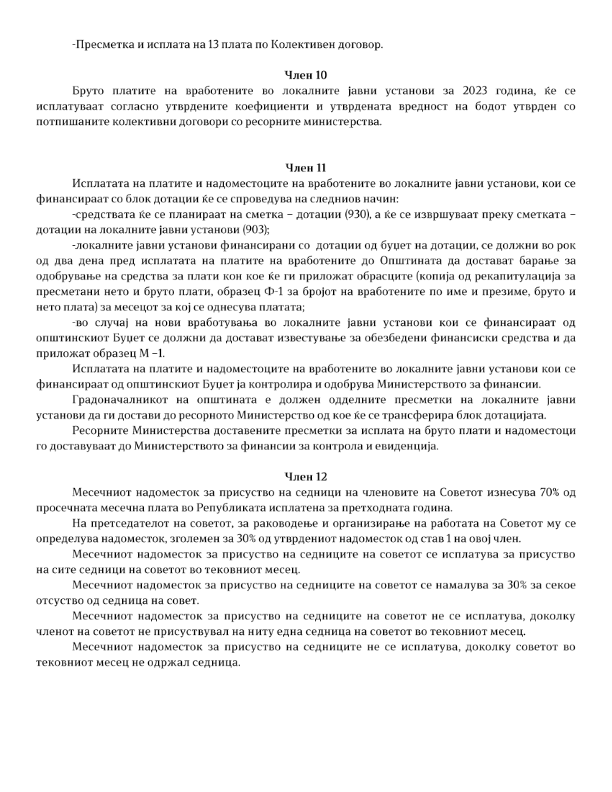 -Пресметка и исплата на 13 плата по Колективен договор.
Член 10
Бруто платите на вработените во локалните јавни установи за 2023 година, ќе се
исплатуваат согласно утврдените коефициенти и утврдената вредност на бодот утврден со
потпишаните колективни договори со ресорните министерства.
Член 11
Исплатата на платите и надоместоците на вработените во локалните јавни установи, кои се
финансираат со блок дотации ќе се спроведува на следниов начин:
-средствата ќе се планираат на сметка – дотации (930), а ќе се извршуваат преку сметката –
дотации на локалните јавни установи (903);
-локалните јавни установи финансирани со дотации од буџет на дотации, се должни во рок
од два дена пред исплатата на платите на вработените до Општината да достават барање за
одобрување на средства за плати кон кое ќе ги приложат обрасците (копија од рекапитулација за
пресметани нето и бруто плати, образец Ф-1 за бројот на вработените по име и презиме, бруто и
нето плата) за месецот за кој се однесува платата;
-во случај на нови вработувања во локалните јавни установи кои се финансираат од
општинскиот Буџет се должни да достават известување за обезбедени финансиски средства и да
приложат образец М –1.
Исплатата на платите и надоместоците на вработените во локалните јавни установи кои се
финансираат од општинскиот Буџет ја контролира и одобрува Министерството за финансии.
Градоначалникот на општината е должен одделните пресметки на локалните јавни
установи да ги достави до ресорното Министерство од кое ќе се трансферира блок дотацијата.
Ресорните Министерства доставените пресметки за исплата на бруто плати и надоместоци
го доставуваат до Министерството за финансии за контрола и евиденција.
Член 12
Месечниот надоместок за присуство на седници на членовите на Советот изнесува 70% од
просечната месечна плата во Републиката исплатена за претходната година.
На претседателот на советот, за раководење и организирање на работата на Советот му се
определува надоместок, зголемен за 30% од утврдениот надоместок од став 1 на овој член.
Месечниот надоместок за присуство на седниците на советот се исплатува за присуство
на сите седници на советот во тековниот месец.
Месечниот надоместок за присуство на седниците на советот се намалува за 30% за секое
отсуство од седница на совет.
Месечниот надоместок за присуство на седниците на советот не се исплатува, доколку
членот на советот не присуствувал на ниту една седница на советот во тековниот месец.
Месечниот надоместок за присуство на седниците не се исплатува, доколку советот во
тековниот месец не одржал седница.